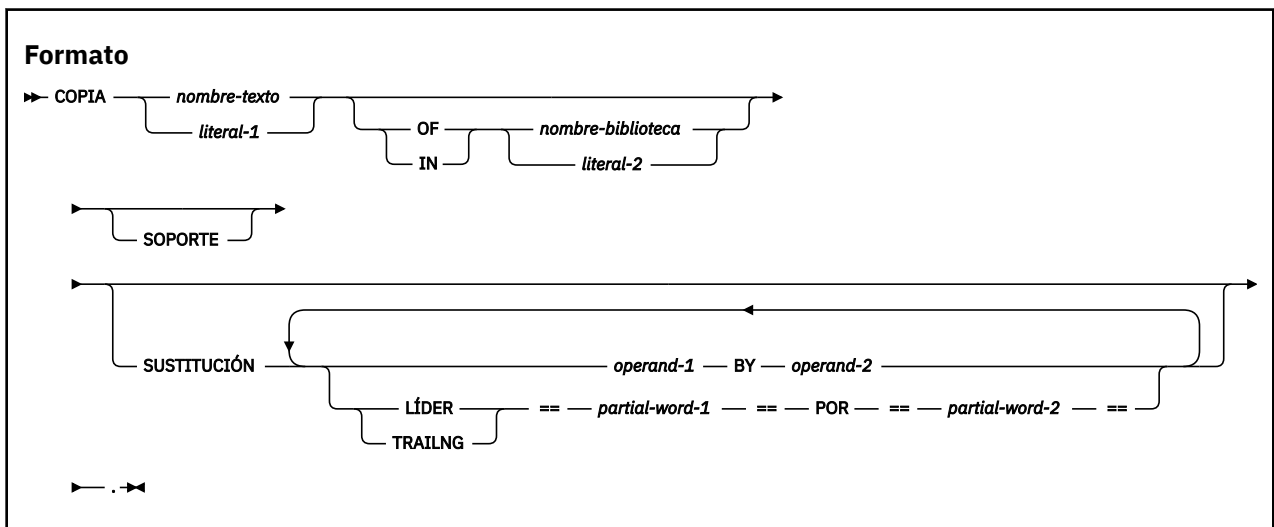 Formato
COPIA nombre-texto
literal-1
OF nombre-biblioteca
IN literal-2
SOPORTE
SUSTITUCIÓN operand-1 BY operand-2
LÍDER == partial-word-1 == POR == partial-word-2 ==
TRAILNG
.